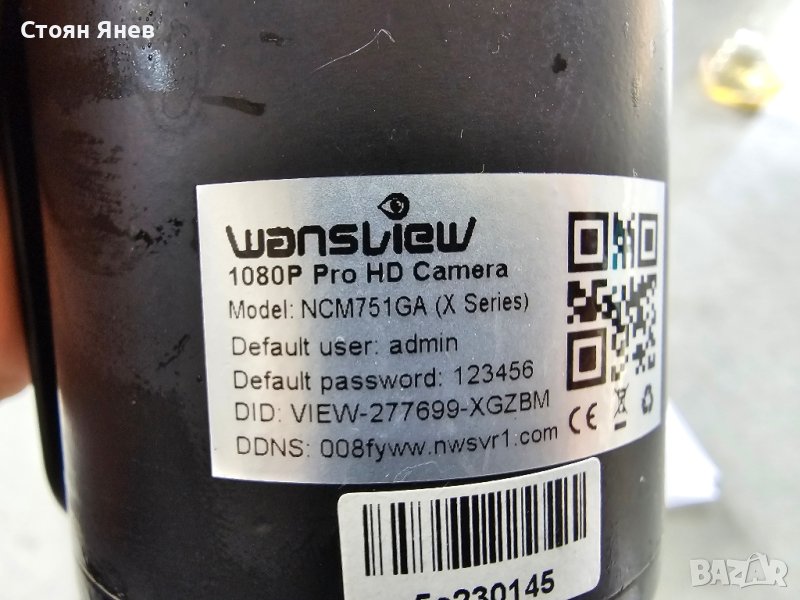 Стоян Янев
wansview
1080P Pro HD Camera
Model: NCM751GA (X Series)
Default user: admin
Default password: 123456
DID: VIEW-277699-XGZBM
DDNS: 008fyww.nwsvr1.com
CE
BAZAR